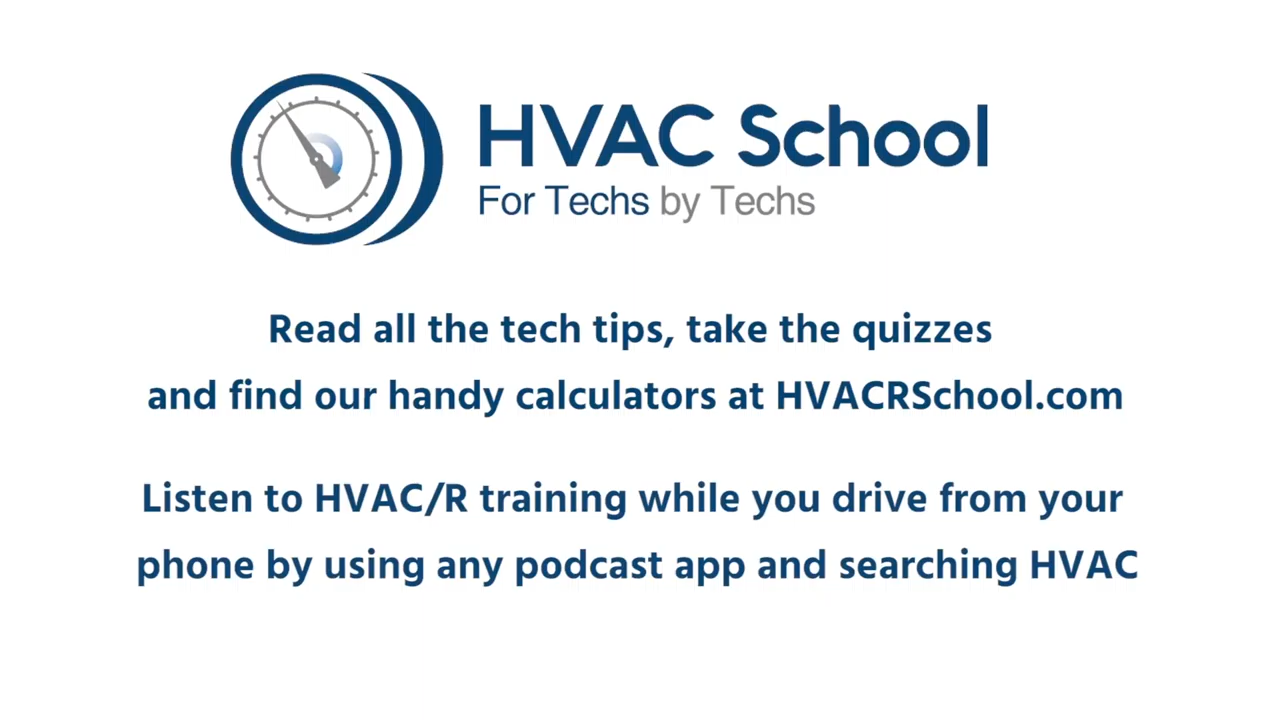 HVAC School
For Techs by Techs
Read all the tech tips, take the quizzes
and find our handy calculators at HVACRSchool.com
Listen to HVAC/R training while you drive from your
phone by using any podcast app and searching HVAC